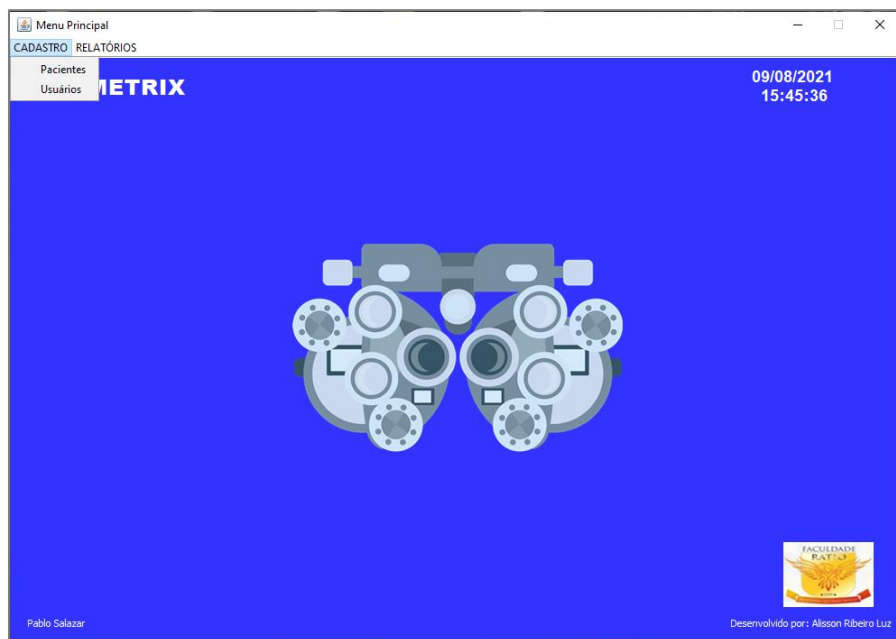 Menu Principal
CADASTRO RELATÓRIOS
Pacientes
Usuários
METRIX
09/08/2021
15:45:36
FACULDADE
RATIO
Pablo Salazar
Desenvolvido por: Alisson Ribeiro Luz